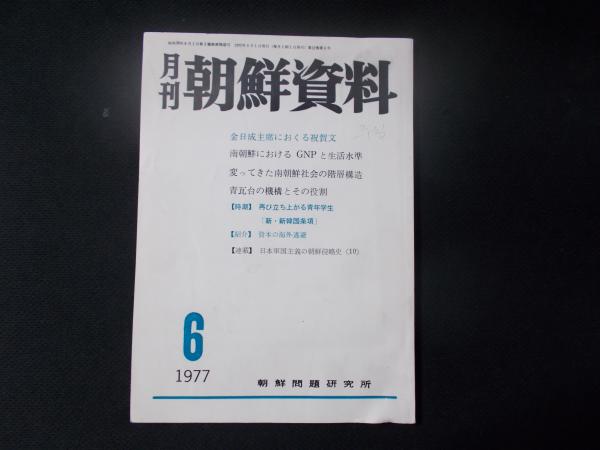 月刊 朝鮮資料
金日成主席におくる祝賀文
南朝鮮における GNP と生活水準
変ってきた南朝鮮社会の階層構造
青瓦台の機構とその役割
【時潮】 再び立ち上がる青年学生
「新・新韓国条項」
【紹介】 資本の海外逃避
【連載】 日本軍国主義の朝鮮侵略史 (10)
6
1977
朝鮮問題研究所